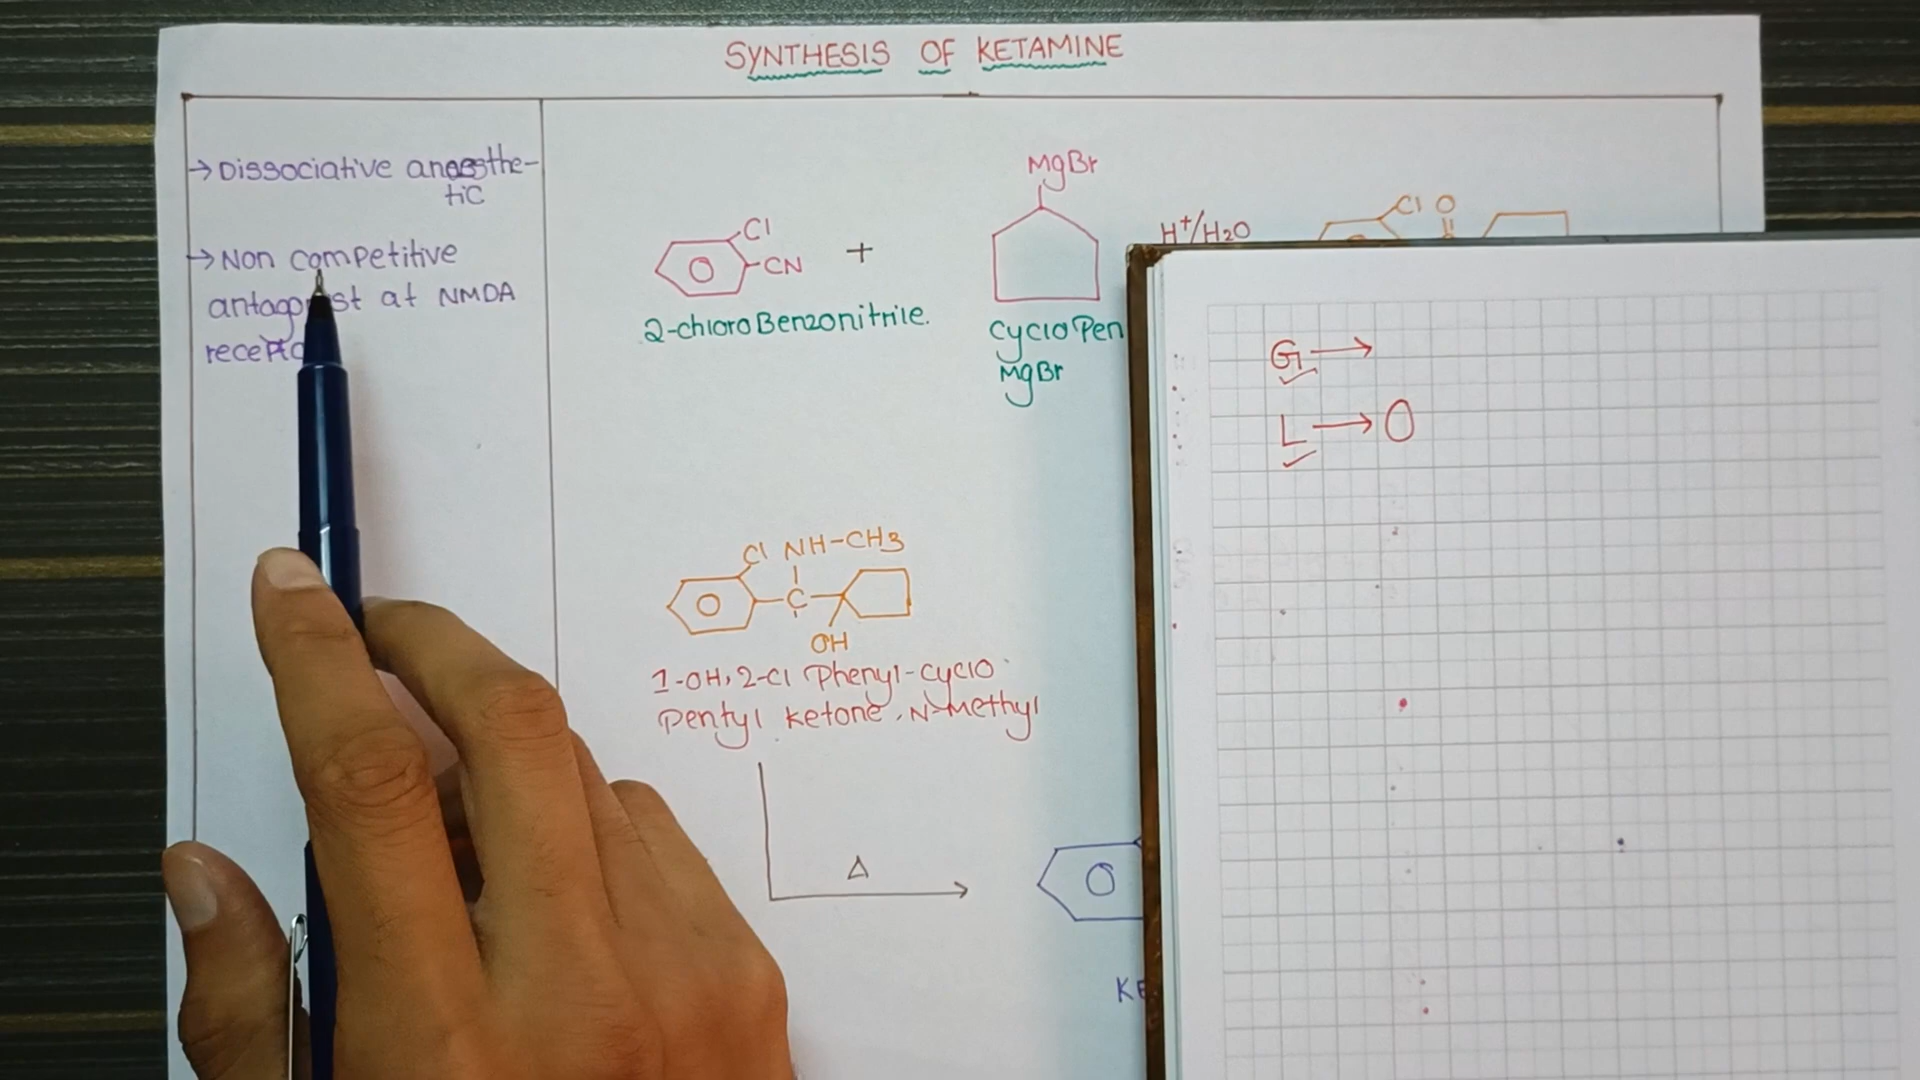 SYNTHESIS OF KETAMINE
→ Dissociative anaesthe-
tic
→ Non competitive
antagonist at NMDA
Cl
CN
+
2-chloro Benzonitrile.
MgBr
cyclo Pen
MgBr
H+/H2O
Cl O
Cl NH-CH3
C
OH
1-OH, 2-Cl Phenyl-cyclo
Pentyl ketone, N-Methyl
Δ
KE
G →
L → O